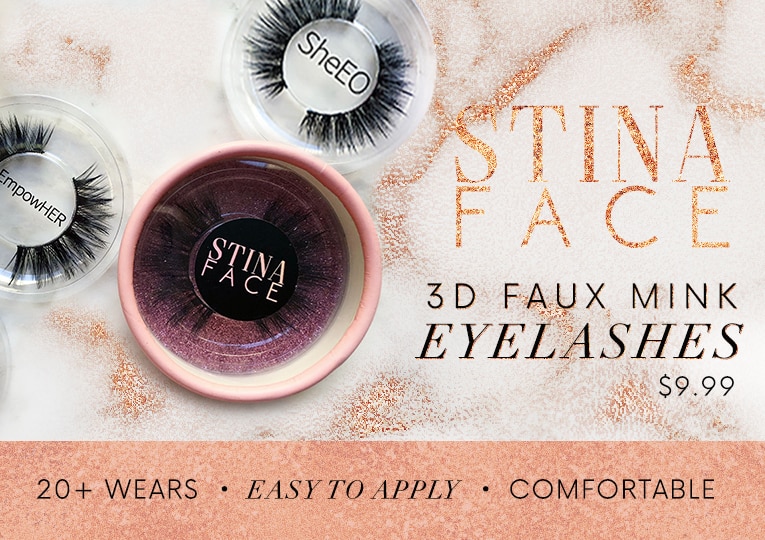 SheEO
EmpowHER
STINA
FACE
STINA
FACE
3D FAUX MINK
EYELASHES
$9.99
20+ WEARS • EASY TO APPLY • COMFORTABLE